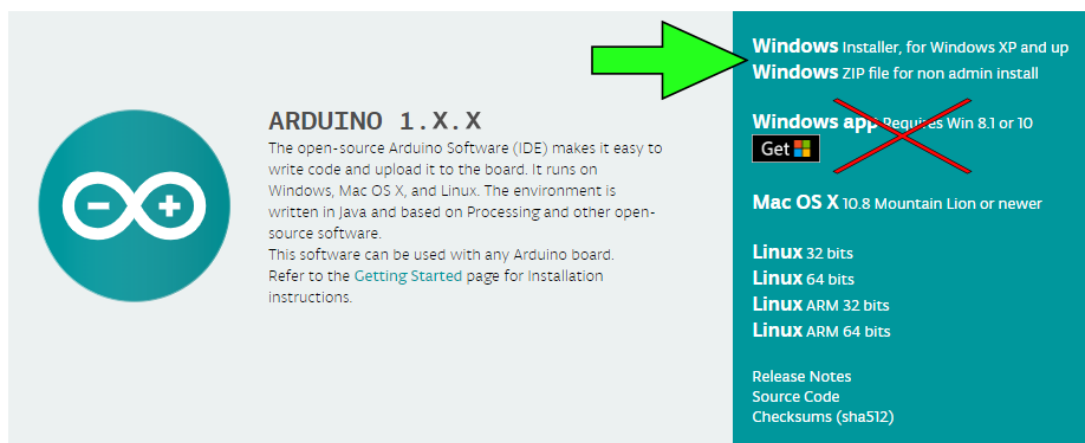 ARDUINO 1.X.X
The open-source Arduino Software (IDE) makes it easy to
write code and upload it to the board. It runs on
Windows, Mac OS X, and Linux. The environment is
written in Java and based on Processing and other open-
source software.
This software can be used with any Arduino board.
Refer to the Getting Started page for Installation
instructions.
Windows Installer, for Windows XP and up
Windows ZIP file for non admin install
Windows app Requires Win 8.1 or 10
Get
Mac OS X 10.8 Mountain Lion or newer
Linux 32 bits
Linux 64 bits
Linux ARM 32 bits
Linux ARM 64 bits
Release Notes
Source Code
Checksums (sha512)